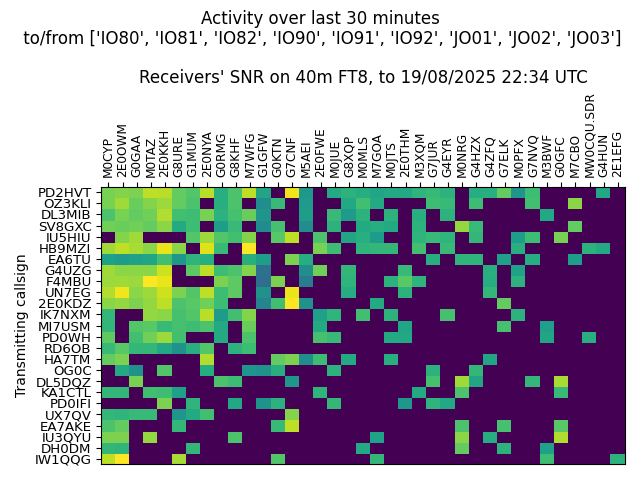 Activity over last 30 minutes
to/from ['IO80', 'IO81', 'IO82', 'IO90', 'IO91', 'IO92', 'JO01', 'JO02', 'JO03']
Receivers' SNR on 40m FT8, to 19/08/2025 22:34 UTC
M0CYP
2E0OWM
G0GAA
M0TAZ
2E0KKH
G8URE
G1MUM
2E0NYA
G0RMG
G8KHF
M7WFG
G1GFW
G0KTN
G7CNF
M5AEI
2E0FWE
M0JUE
G8XQP
M0MLS
M7GOA
M0JTS
2E0THM
M3XQM
G7JUR
G4EYR
M0NRG
G4HZX
G4ZFQ
G7ELK
M0PFX
G7NVQ
M3BWF
G0GFC
M7CBO
MW0CQU.SDR
G4HUN
2E1EFG
Transmitting callsign
PD2HVT
OZ3KLI
DL3MIB
SV8GXC
IU5HIU
HB9MZI
EA6TU
G4UZG
F4MBU
UN7EG
2E0KDZ
IK7NXM
MI7USM
PD0WH
RD6OB
HA7TM
OG0C
DL5DQZ
KA1CTL
PD0IFI
UX7QV
EA7AKE
IU3QYU
DH0DM
IW1QQG